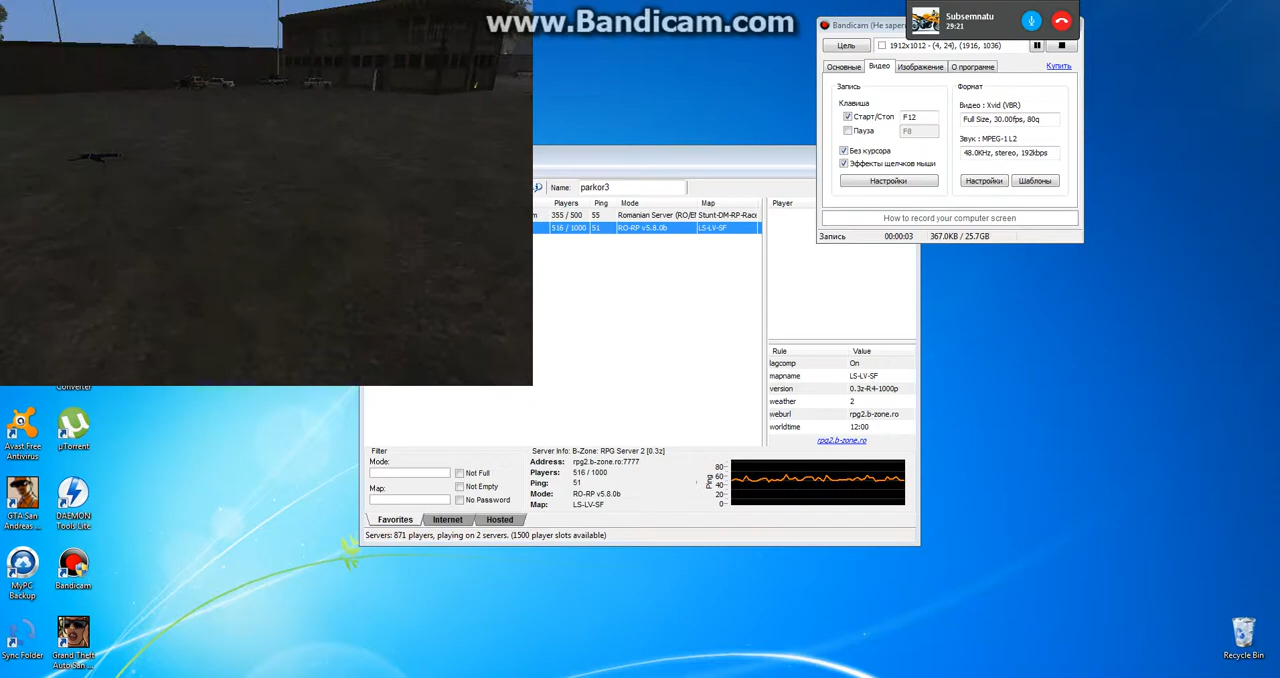 www.Bandicam.com
Subsemnatu
29:21
Bandicam (Не заре
Цель
1912x1012 - (4, 24), (1916, 1036)
Основные
Видео
Изображение
О программе
Купить
Запись
Клавиша
Старт/Стоп
F12
Пауза
F8
Без курсора
Эффекты щелчков мыши
Настройки
Формат
Видео : Xvid (VBR)
Full Size, 30.00fps, 80q
Звук : MPEG-1 L2
48.0KHz, stereo, 192kbps
Настройки
Шаблоны
How to record your computer screen
Запись
00:00:03
367.0KB / 25.7GB
Name:
parkor3
Players
Ping
Mode
Map
Player
355 / 500
55
Romanian Server (RO/E
Stunt-DM-RP-Race
516 / 1000
51
RO-RP v5.8.0b
LS-LV-SF
Rule
Value
lagcomp
On
mapname
LS-LV-SF
version
0.3z-R4-1000p
weather
2
weburl
rpg2.b-zone.ro
worldtime
12:00
rpg2.b-zone.ro
Filter
Mode:
Map:
Not Full
Not Empty
No Password
Server Info: B-Zone: RPG Server 2 [0.3z]
Address:
rpg2.b-zone.ro:7777
Players:
516 / 1000
Ping:
51
Mode:
RO-RP v5.8.0b
Map:
LS-LV-SF
Ping
80
60
40
20
0
Favorites
Internet
Hosted
Servers: 871 players, playing on 2 servers. (1500 player slots available)
Converter
Avast Free
Antivirus
µTorrent
GTA San
Andreas ...
DAEMON
Tools Lite
MyPC
Backup
Bandicam
Sync Folder
Grand Theft
Auto San ...
Recycle Bin